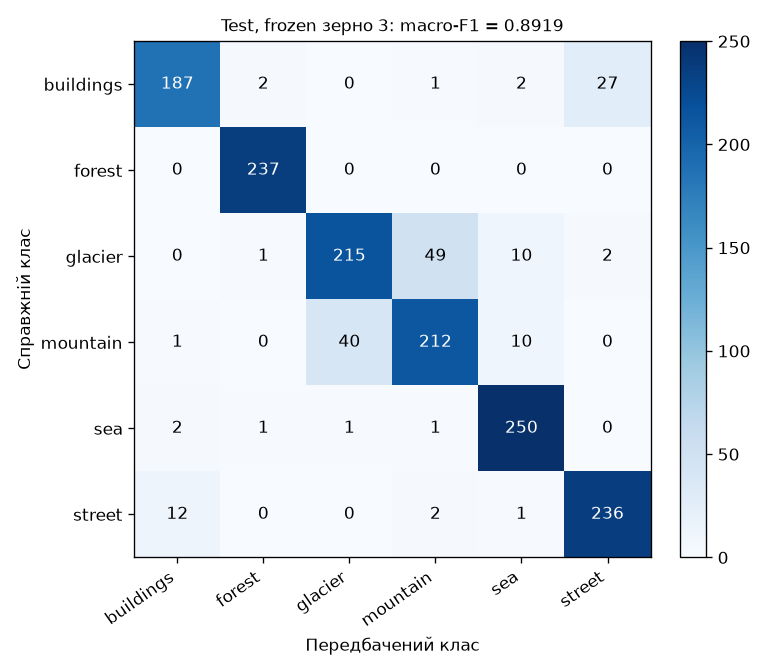 Test, frozen зерно 3: macro-F1 = 0.8919
buildings 187 2 0 1 2 27
forest 0 237 0 0 0 0
glacier 0 1 215 49 10 2
mountain 1 0 40 212 10 0
sea 2 1 1 1 250 0
street 12 0 0 2 1 236
buildings forest glacier mountain sea street
Передбачений клас
Справжній клас
250
200
150
100
50
0